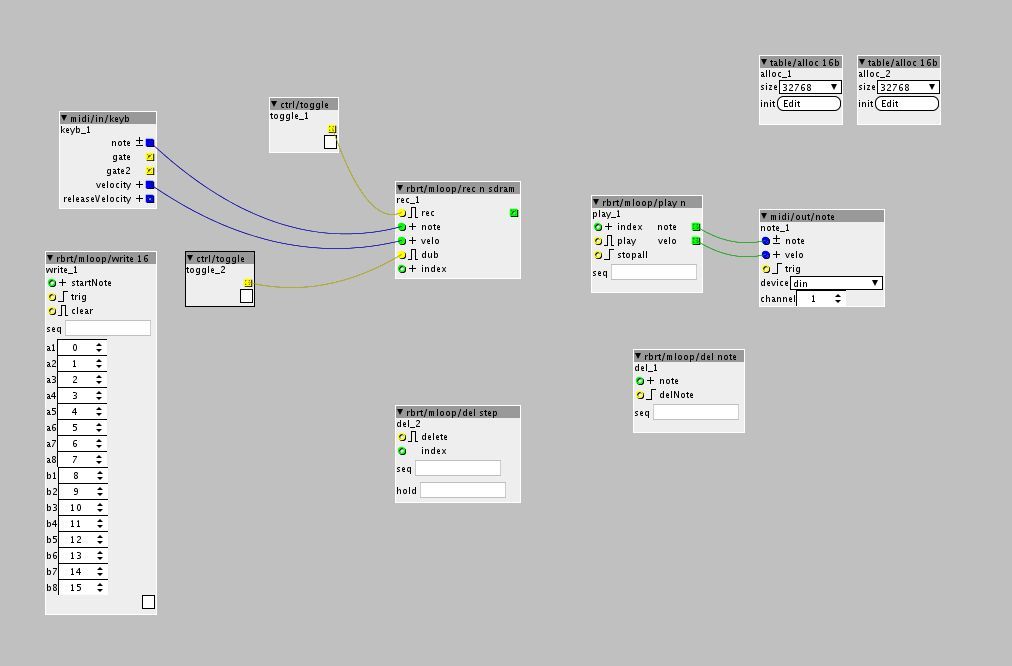 table/alloc 16b
alloc_1
size 32768
init Edit
table/alloc 16b
alloc_2
size 32768
init Edit
ctrl/toggle
toggle_1
midi/in/keyb
keyb_1
note ±
gate
gate2
velocity +
releaseVelocity +
rbrt/mloop/rec n sdram
rec_1
rec
+ note
+ velo
dub
+ index
rbrt/mloop/play n
play_1
+ index note
play velo
stopall
seq
midi/out/note
note_1
± note
+ velo
trig
device din
channel 1
rbrt/mloop/write 16
write_1
+ startNote
trig
clear
seq
a1 0
a2 1
a3 2
a4 3
a5 4
a6 5
a7 6
a8 7
b1 8
b2 9
b3 10
b4 11
b5 12
b6 13
b7 14
b8 15
ctrl/toggle
toggle_2
rbrt/mloop/del note
del_1
+ note
delNote
seq
rbrt/mloop/del step
del_2
delete
index
seq
hold